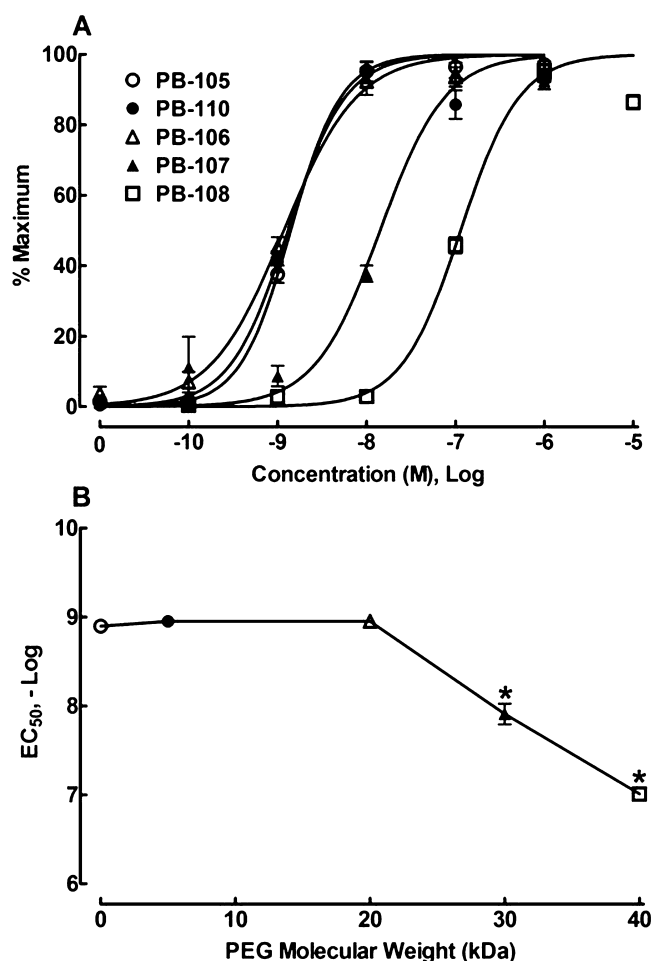 A
100
80
60
40
20
0
% Maximum
PB-105
PB-110
PB-106
PB-107
PB-108
0 -10 -9 -8 -7 -6 -5
Concentration (M), Log
B
10
9
8
7
6
EC50, - Log
* *
0 10 20 30 40
PEG Molecular Weight (kDa)